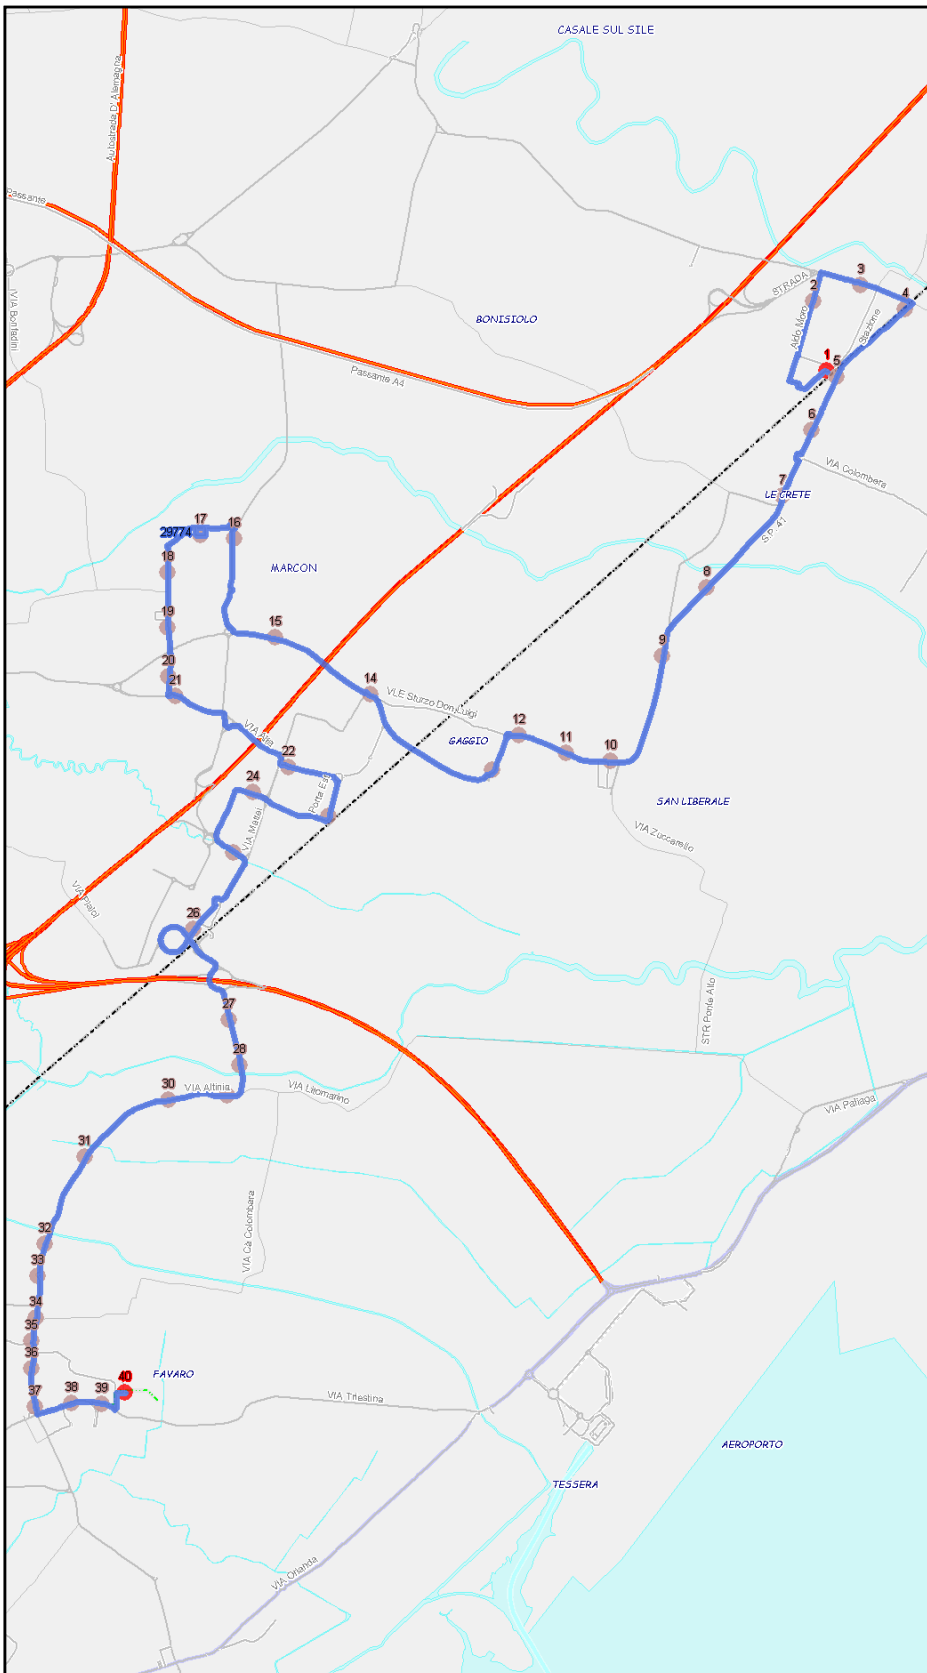 CASALE SUL SILE
Autostrada D' Alemagna
Passante
VIA Bonfadini
STRADA
3
2
4
BONISIOLO
Aldo Moro
Stazione
1
5
Passante A4
6
VIA Colombera
7
LE CRETE
S.P. 41
17
16
29774
18
MARCON
8
19
15
9
20
21
14
VLE Sturzo Don Luigi
VIA Alta
12
GAGGIO
11
10
22
24
VIA Mattei
SAN LIBERALE
VIA Zuccarello
VIA Pialoi
26
27
STR Ponte Alto
28
30
VIA Altinia
VIA Litomarino
VIA Paliaga
31
VIA Cà Colombara
32
33
34
35
36
37
38
39
40
FAVARO
VIA Triestina
AEROPORTO
TESSERA
VIA Orlanda